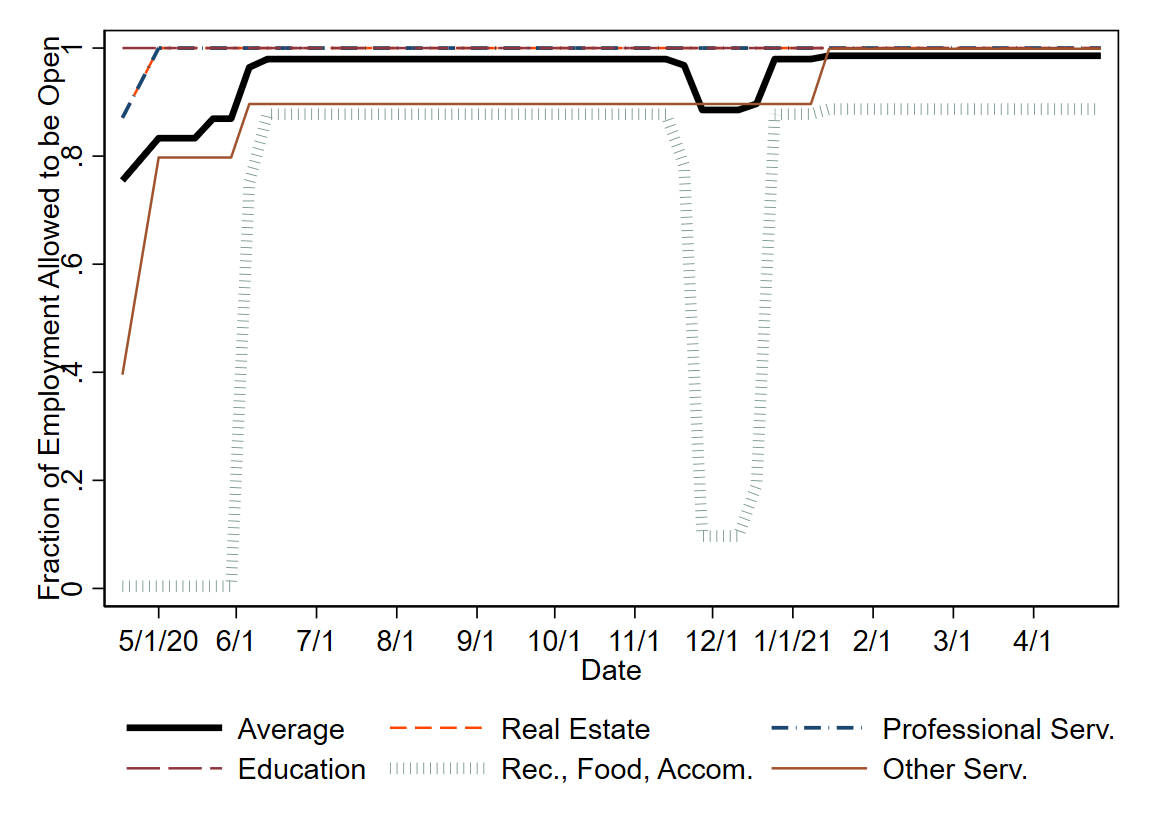 Fraction of Employment Allowed to be Open
1
.8
.6
.4
.2
0
5/1/20 6/1 7/1 8/1 9/1 10/1 11/1 12/1 1/1/21 2/1 3/1 4/1
Date
Average Real Estate Professional Serv.
Education Rec., Food, Accom. Other Serv.